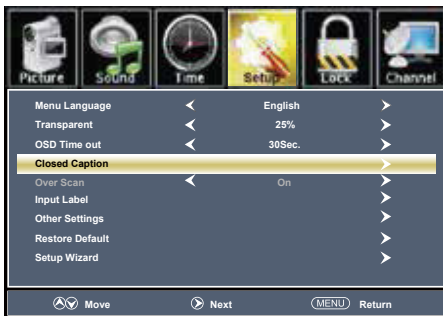 Picture Sound Time Setup Lock Channel
Menu Language English
Transparent 25%
OSD Time out 30Sec.
Closed Caption
Over Scan On
Input Label
Other Settings
Restore Default
Setup Wizard
Move Next MENU Return